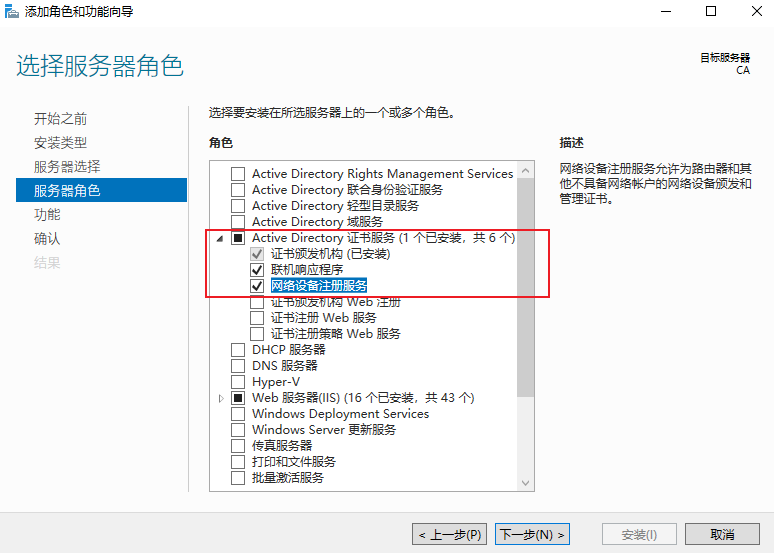 添加角色和功能向导
选择服务器角色
目标服务器
CA
开始之前
安装类型
服务器选择
服务器角色
功能
确认
结果
选择要安装在所选服务器上的一个或多个角色。
角色
Active Directory Rights Management Services
Active Directory 联合身份验证服务
Active Directory 轻型目录服务
Active Directory 域服务
Active Directory 证书服务 (1 个已安装，共 6 个)
证书颁发机构 (已安装)
联机响应程序
网络设备注册服务
证书颁发机构 Web 注册
证书注册 Web 服务
证书注册策略 Web 服务
DHCP 服务器
DNS 服务器
Hyper-V
Web 服务器(IIS) (16 个已安装，共 43 个)
Windows Deployment Services
Windows Server 更新服务
传真服务器
打印和文件服务
批量激活服务
描述
网络设备注册服务允许为路由器和其
他不具备网络帐户的网络设备颁发和
管理证书。
< 上一步(P)
下一步(N) >
安装(I)
取消